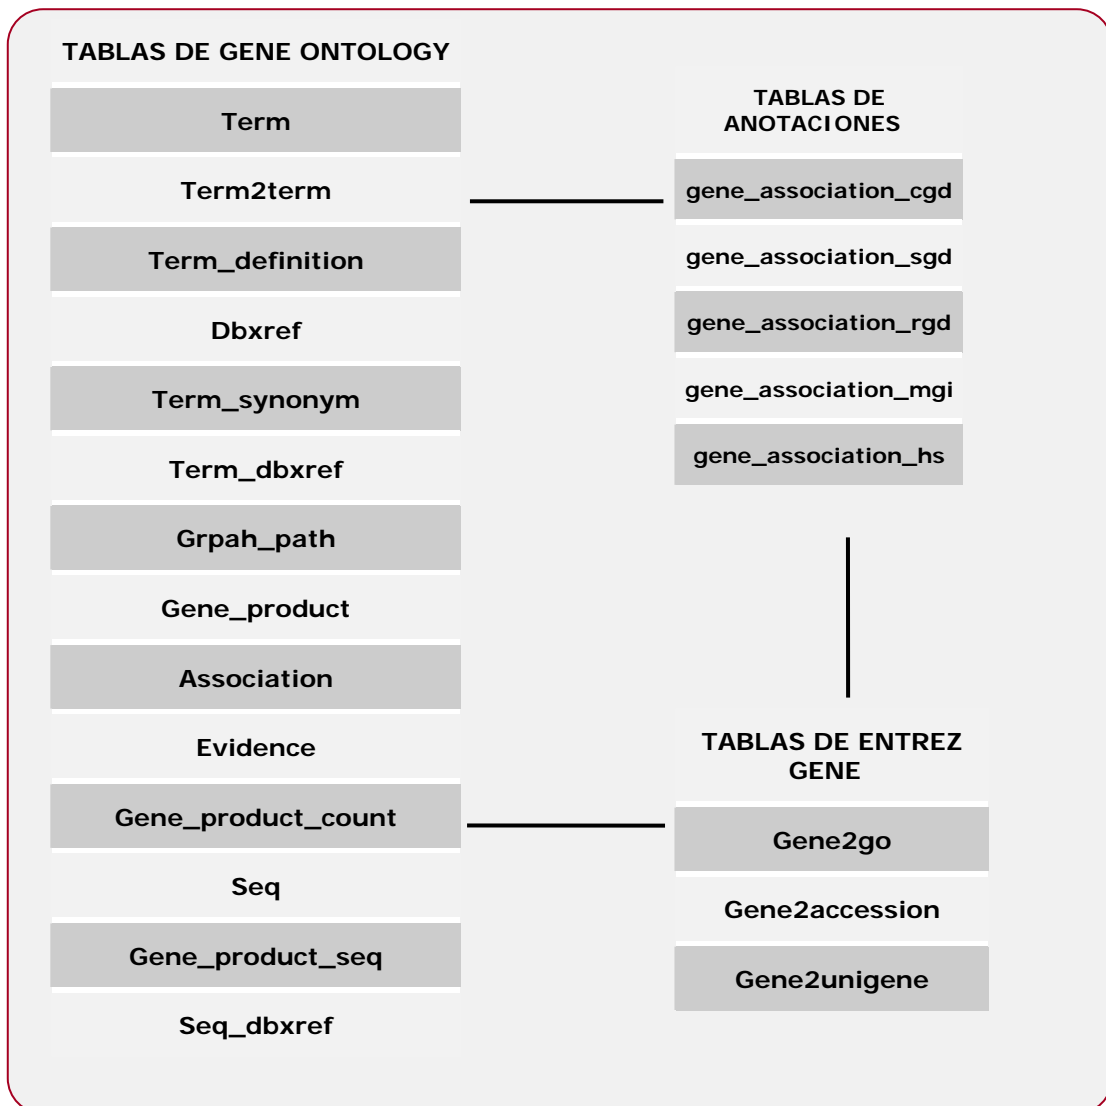 TABLAS DE GENE ONTOLOGY
Term
Term2term
Term_definition
Dbxref
Term_synonym
Term_dbxref
Grpah_path
Gene_product
Association
Evidence
Gene_product_count
Seq
Gene_product_seq
Seq_dbxref
TABLAS DE
ANOTACIONES
gene_association_cgd
gene_association_sgd
gene_association_rgd
gene_association_mgi
gene_association_hs
TABLAS DE ENTREZ
GENE
Gene2go
Gene2accession
Gene2unigene